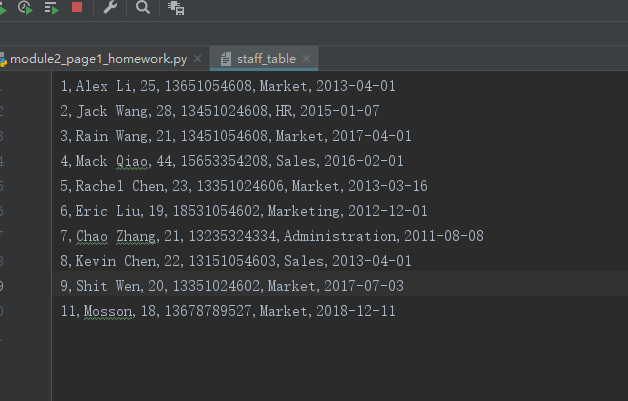 module2_page1_homework.py staff_table
1,Alex Li,25,13651054608,Market,2013-04-01
2,Jack Wang,28,13451024608,HR,2015-01-07
3,Rain Wang,21,13451054608,Market,2017-04-01
4,Mack Qiao,44,15653354208,Sales,2016-02-01
5,Rachel Chen,23,13351024606,Market,2013-03-16
6,Eric Liu,19,18531054602,Marketing,2012-12-01
7,Chao Zhang,21,13235324334,Administration,2011-08-08
8,Kevin Chen,22,13151054603,Sales,2013-04-01
9,Shit Wen,20,13351024602,Market,2017-07-03
11,Mosson,18,13678789527,Market,2018-12-11